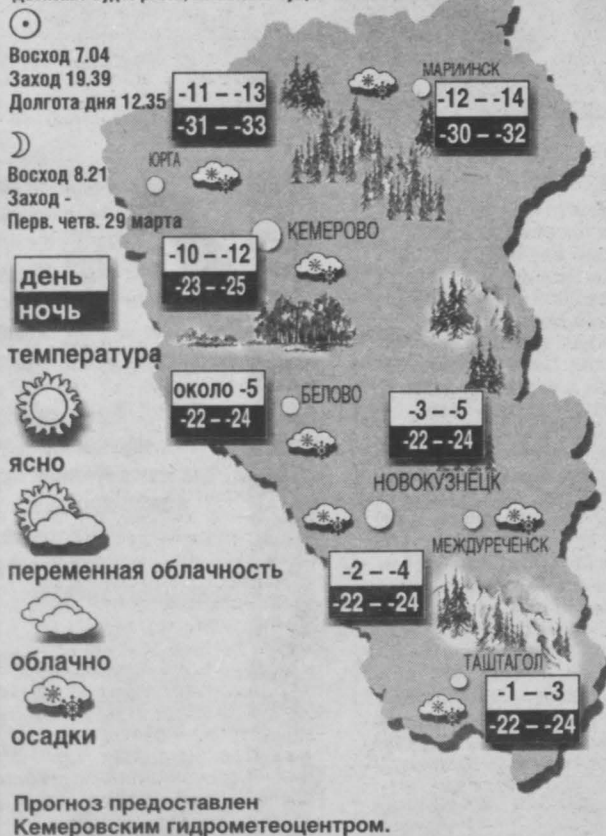 Восход 7.04
Заход 19.39
Долгота дня 12.35
Восход 8.21
Заход -
Перв. четв. 29 марта
-11 – -13
-31 – -33
МАРИИНСК
-12 – -14
-30 – -32
ЮРГА
КЕМЕРОВО
-10 – -12
-23 – -25
день
ночь
температура
около -5
-22 – -24
БЕЛОВО
-3 – -5
-22 – -24
ясно
НОВОКУЗНЕЦК
МЕЖДУРЕЧЕНСК
переменная облачность
-2 – -4
-22 – -24
облачно
ТАШТАГОЛ
-1 – -3
-22 – -24
осадки
Прогноз предоставлен
Кемеровским гидрометеоцентром.